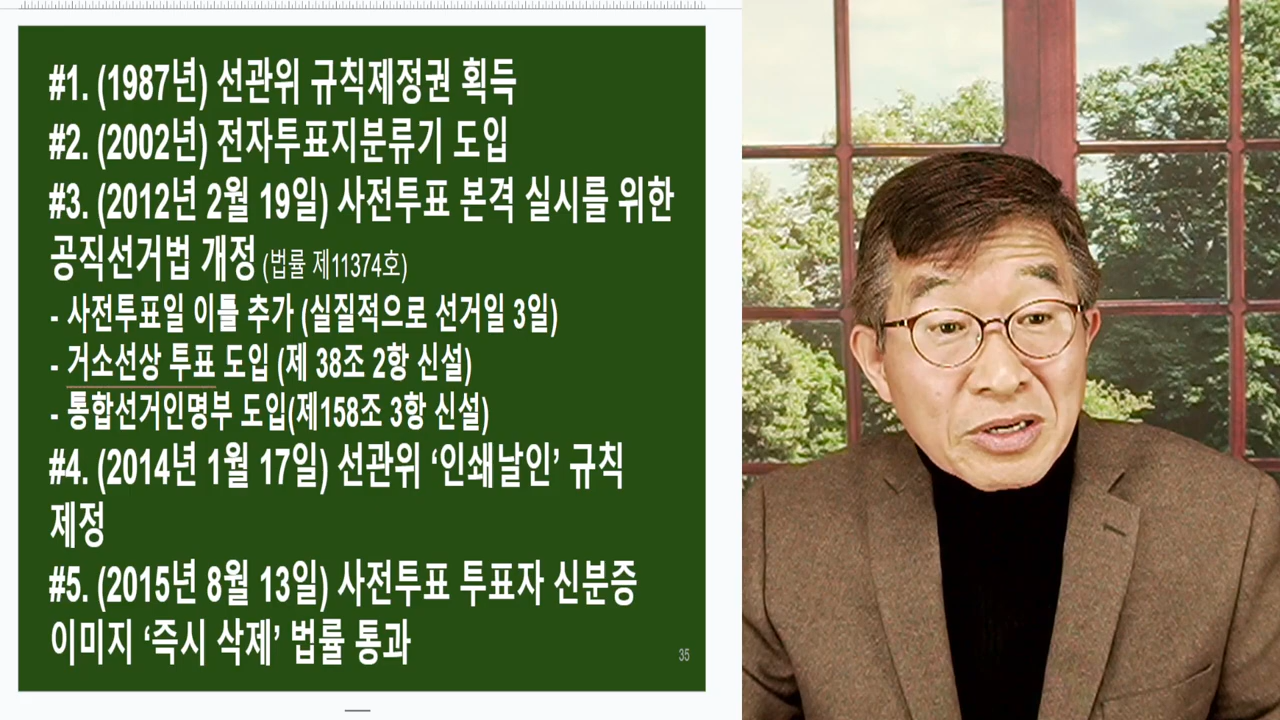 #1. (1987년) 선관위 규칙제정권 획득
#2. (2002년) 전자투표지분류기 도입
#3. (2012년 2월 19일) 사전투표 본격 실시를 위한
공직선거법 개정 (법률 제11374호)
- 사전투표일 이틀 추가 (실질적으로 선거일 3일)
- 거소선상 투표 도입 (제 38조 2항 신설)
- 통합선거인명부 도입(제158조 3항 신설)
#4. (2014년 1월 17일) 선관위 ‘인쇄날인’ 규칙
제정
#5. (2015년 8월 13일) 사전투표 투표자 신분증
이미지 ‘즉시 삭제’ 법률 통과
35